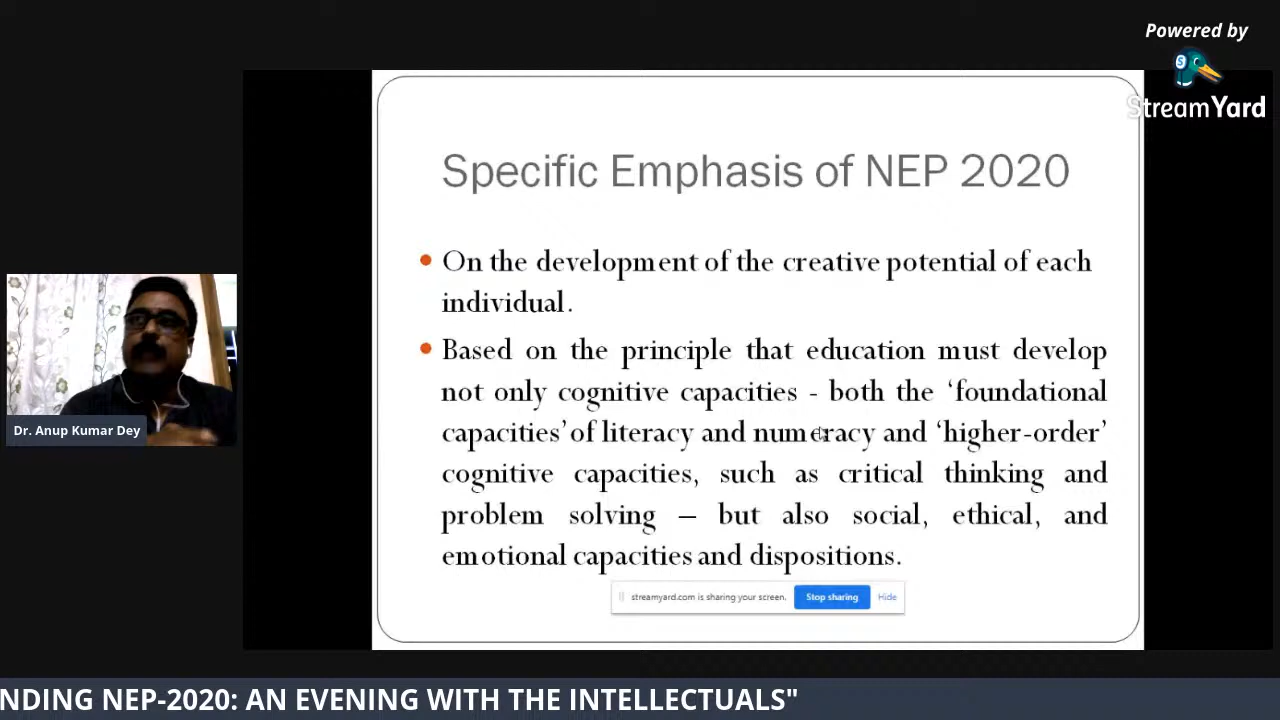 Powered by
StreamYard
Specific Emphasis of NEP 2020
• On the development of the creative potential of each
individual.
• Based on the principle that education must develop
not only cognitive capacities - both the ‘foundational
capacities’ of literacy and numeracy and ‘higher-order’
cognitive capacities, such as critical thinking and
problem solving – but also social, ethical, and
emotional capacities and dispositions.
Dr. Anup Kumar Dey
streamyard.com is sharing your screen. Stop sharing Hide
NDING NEP-2020: AN EVENING WITH THE INTELLECTUALS"